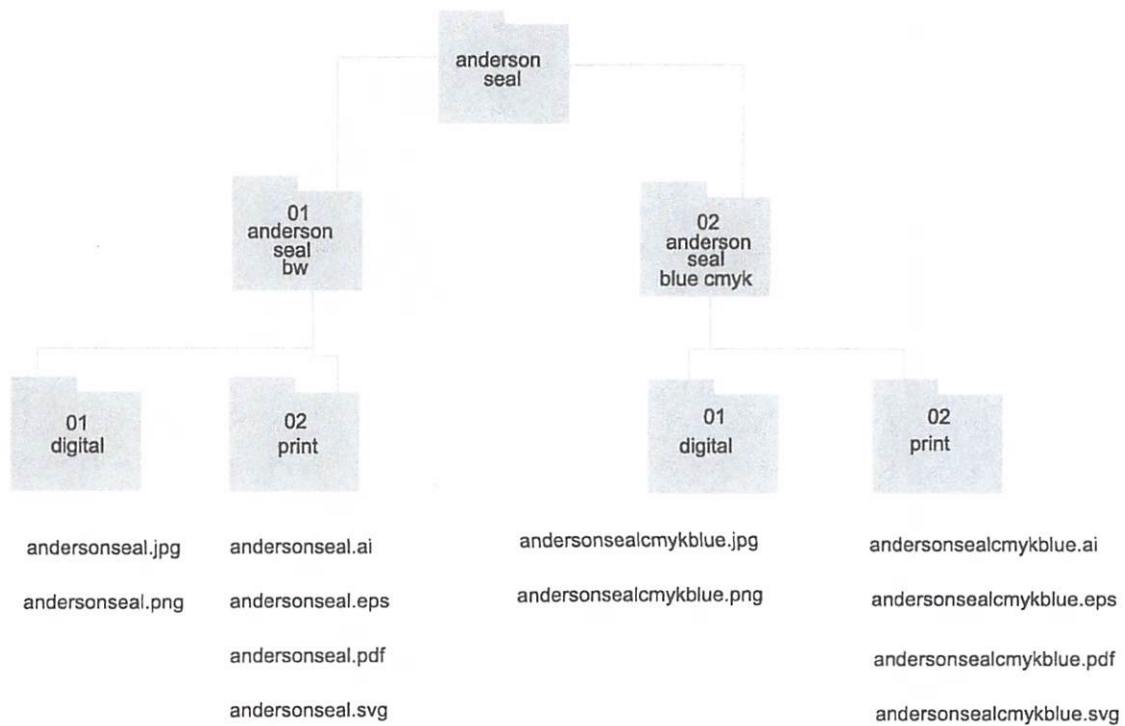 anderson
seal
01
anderson
seal
bw
02
anderson
seal
blue cmyk
01
digital
02
print
01
digital
02
print
andersonseal.jpg
andersonseal.png
andersonseal.ai
andersonseal.eps
andersonseal.pdf
andersonseal.svg
andersonsealcmykblue.jpg
andersonsealcmykblue.png
andersonsealcmykblue.ai
andersonsealcmykblue.eps
andersonsealcmykblue.pdf
andersonsealcmykblue.svg